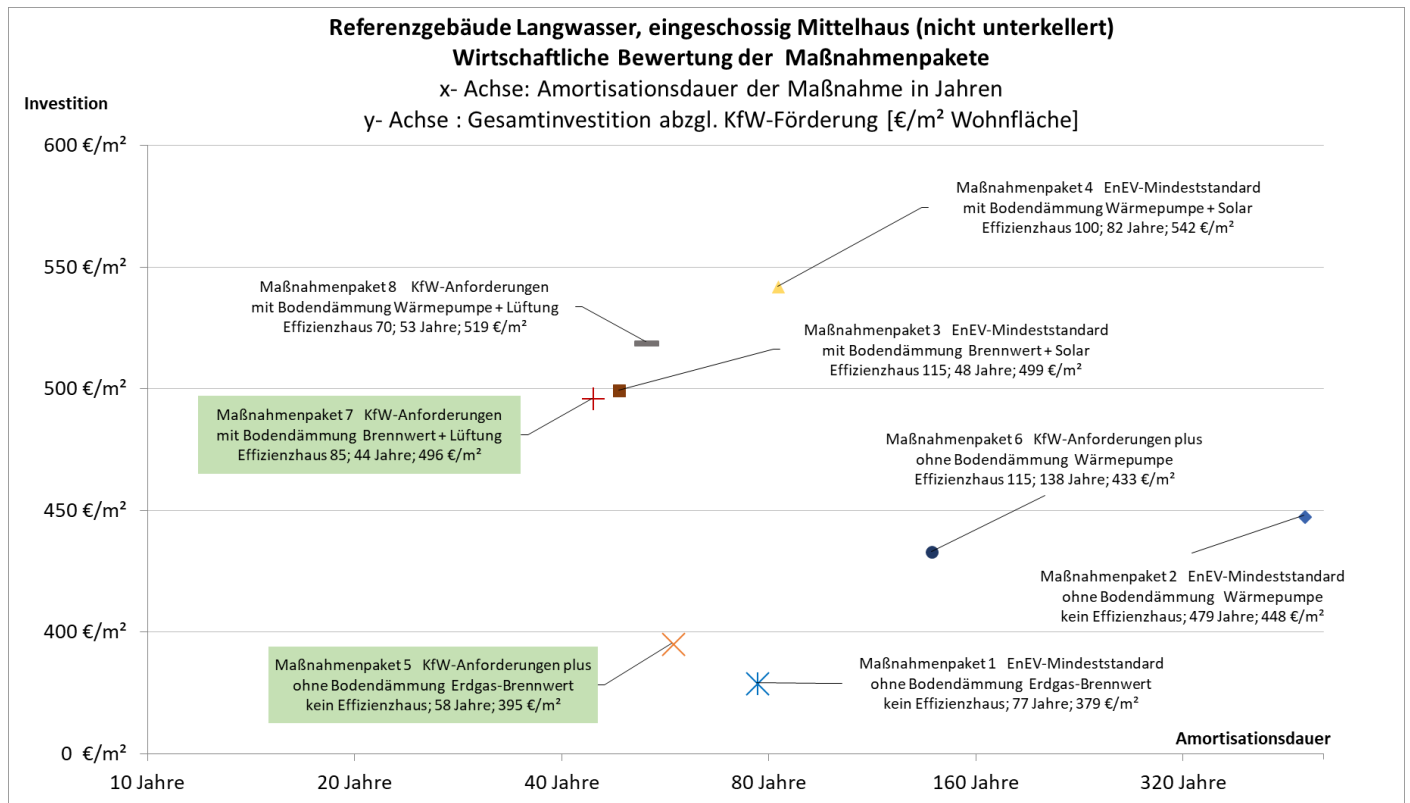 Referenzgebäude Langwasser, eingeschossig Mittelhaus (nicht unterkellert)
Wirtschaftliche Bewertung der Maßnahmenpakete
x- Achse: Amortisationsdauer der Maßnahme in Jahren
y- Achse : Gesamtinvestition abzgl. KfW-Förderung [€/m² Wohnfläche]
Investition
600 €/m²
550 €/m²
500 €/m²
450 €/m²
400 €/m²
0 €/m²
Maßnahmenpaket 4 EnEV-Mindeststandard
mit Bodendämmung Wärmepumpe + Solar
Effizienzhaus 100; 82 Jahre; 542 €/m²
Maßnahmenpaket 8 KfW-Anforderungen
mit Bodendämmung Wärmepumpe + Lüftung
Effizienzhaus 70; 53 Jahre; 519 €/m²
Maßnahmenpaket 3 EnEV-Mindeststandard
mit Bodendämmung Brennwert + Solar
Effizienzhaus 115; 48 Jahre; 499 €/m²
Maßnahmenpaket 7 KfW-Anforderungen
mit Bodendämmung Brennwert + Lüftung
Effizienzhaus 85; 44 Jahre; 496 €/m²
Maßnahmenpaket 6 KfW-Anforderungen plus
ohne Bodendämmung Wärmepumpe
Effizienzhaus 115; 138 Jahre; 433 €/m²
Maßnahmenpaket 2 EnEV-Mindeststandard
ohne Bodendämmung Wärmepumpe
kein Effizienzhaus; 479 Jahre; 448 €/m²
Maßnahmenpaket 5 KfW-Anforderungen plus
ohne Bodendämmung Erdgas-Brennwert
kein Effizienzhaus; 58 Jahre; 395 €/m²
Maßnahmenpaket 1 EnEV-Mindeststandard
ohne Bodendämmung Erdgas-Brennwert
kein Effizienzhaus; 77 Jahre; 379 €/m²
Amortisationsdauer
10 Jahre
20 Jahre
40 Jahre
80 Jahre
160 Jahre
320 Jahre